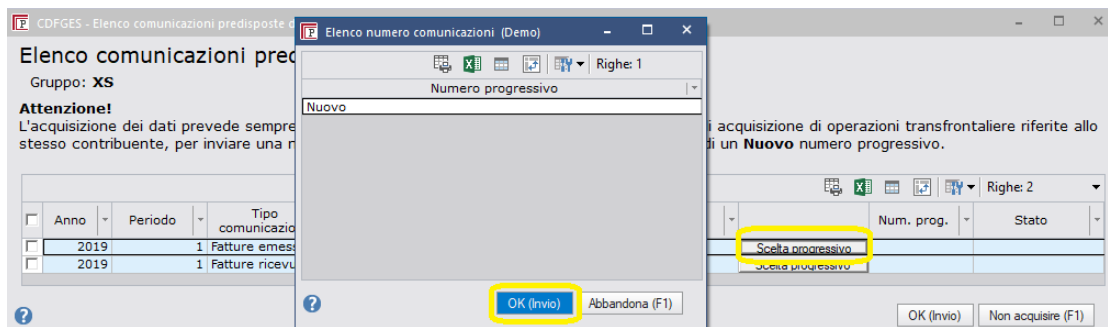 CDFGES - Elenco comunicazioni predisposte d
Elenco comunicazioni pred
Gruppo: XS
Attenzione!
L'acquisizione dei dati prevede sempre
i acquisizione di operazioni transfrontaliere riferite allo
stesso contribuente, per inviare una n
di un Nuovo numero progressivo.
Righe: 2
Anno
Periodo
Tipo
comunicazio
Num. prog.
Stato
2019 1 Fatture emess
Scelta progressivo
2019 1 Fatture ricevu
Scelta progressivo
OK (Invio)
Non acquisire (F1)
Elenco numero comunicazioni (Demo)
Righe: 1
Numero progressivo
Nuovo
OK (Invio)
Abbandona (F1)